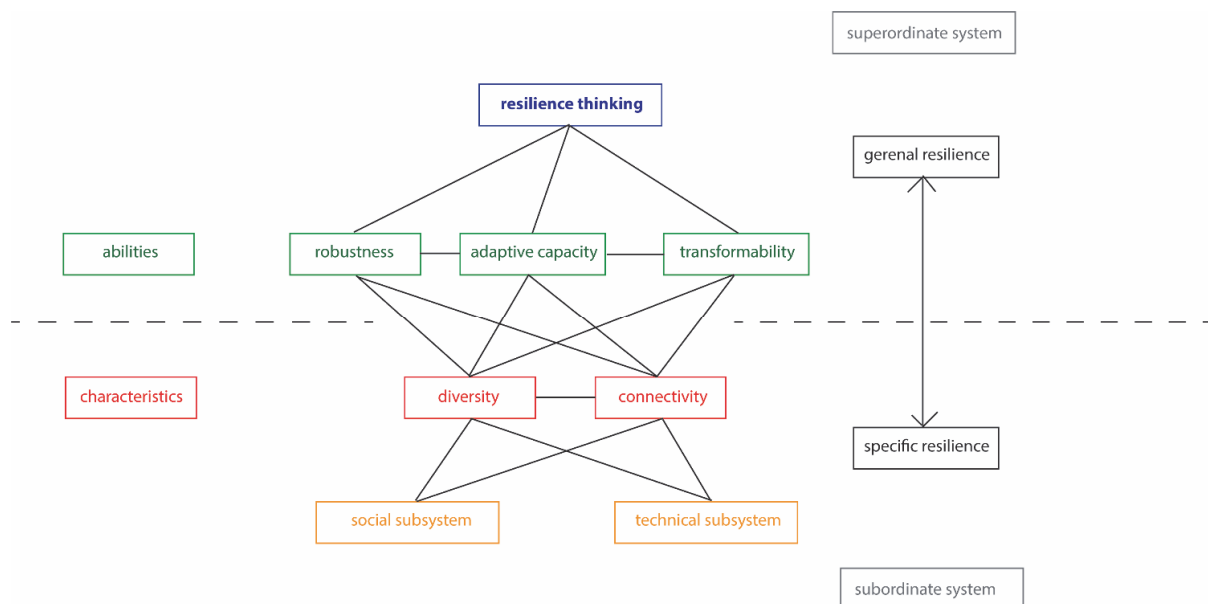 superordinate system
resilience thinking
gerenal resilience
abilities
robustness
adaptive capacity
transformability
characteristics
diversity
connectivity
specific resilience
social subsystem
technical subsystem
subordinate system